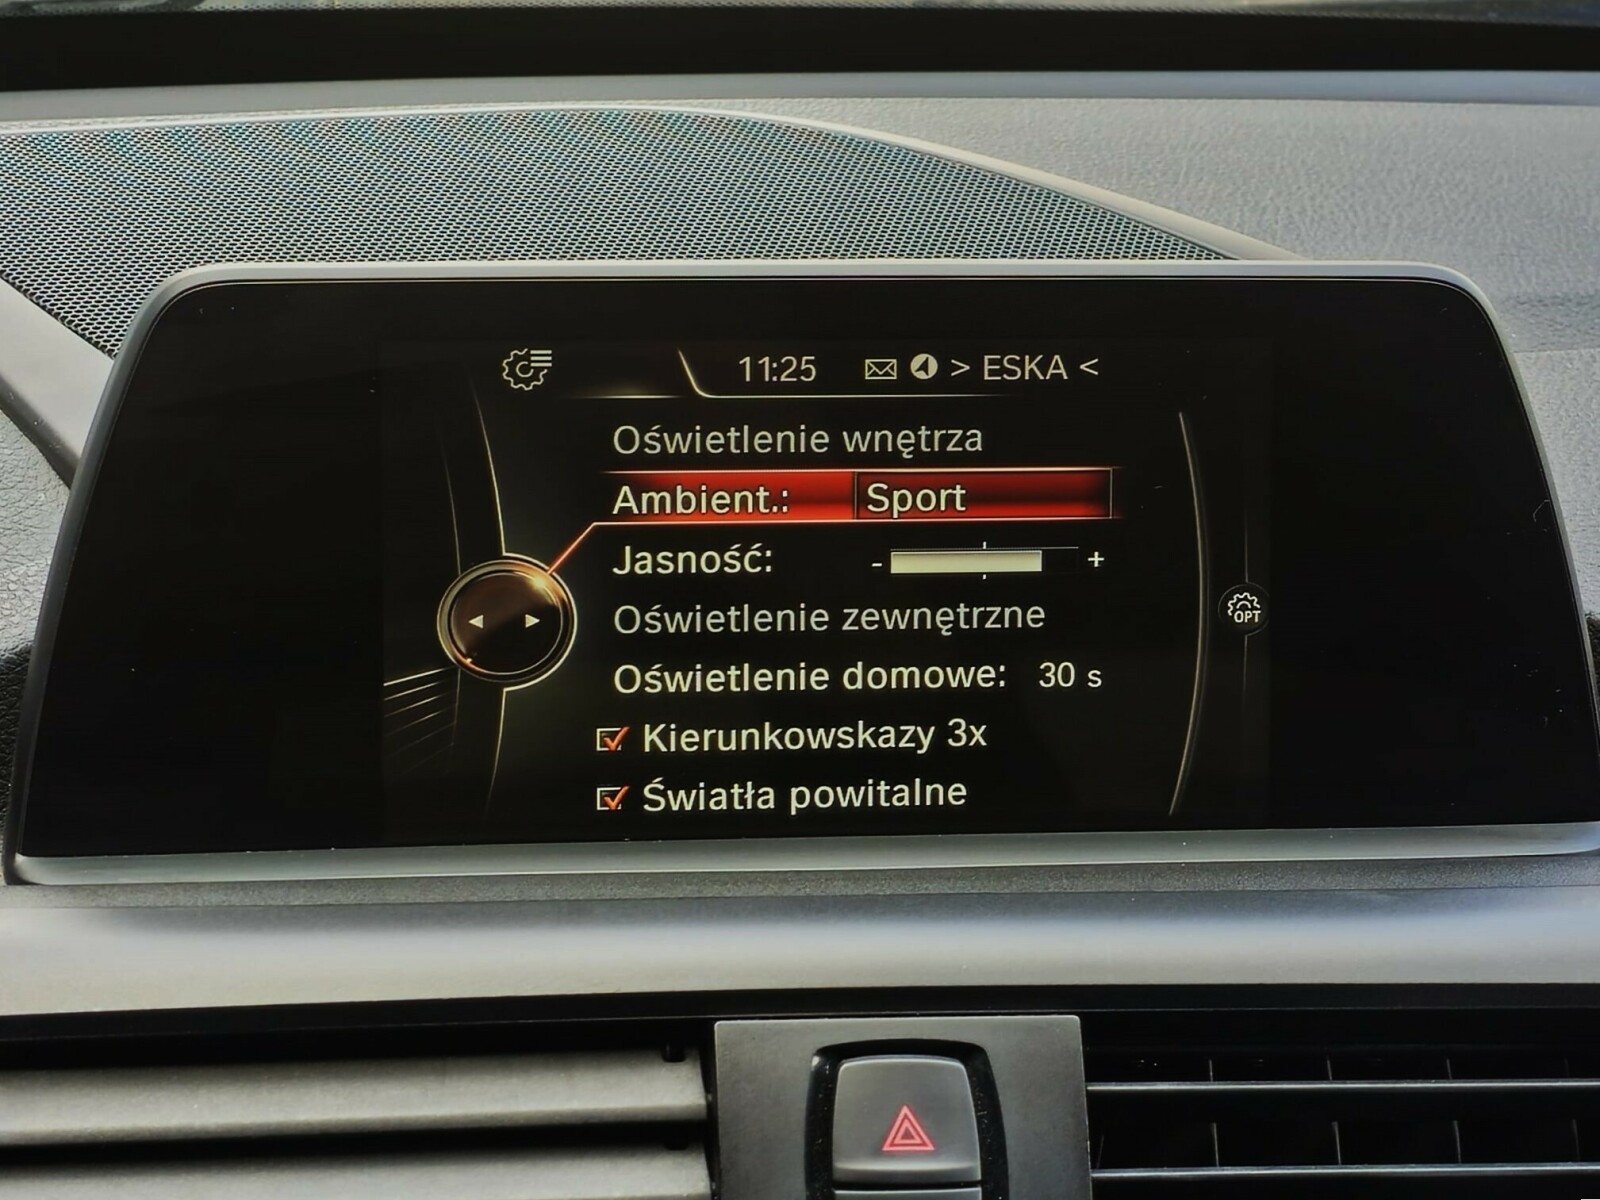 11:25 > ESKA <
Oświetlenie wnętrza
Ambient.: Sport
Jasność: - +
Oświetlenie zewnętrzne
Oświetlenie domowe: 30 s
Kierunkowskazy 3x
Światła powitalne
OPT